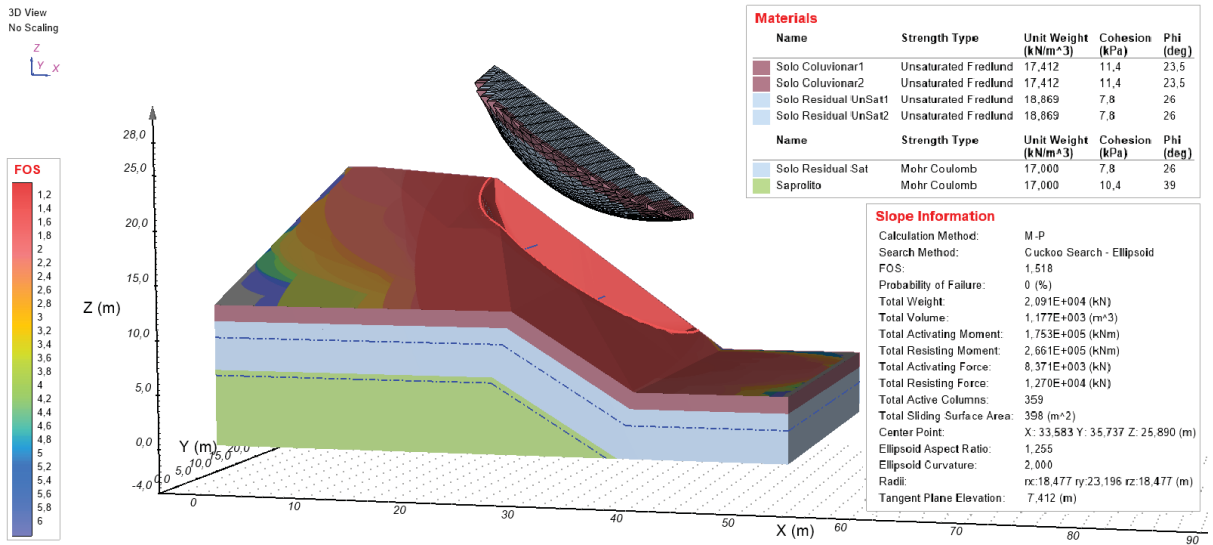 3D View
No Scaling
Z
Y X
Materials
Name Strength Type Unit Weight (kN/m^3) Cohesion (kPa) Phi (deg)
Solo Coluvionar1 Unsaturated Fredlund 17,412 11,4 23,5
Solo Coluvionar2 Unsaturated Fredlund 17,412 11,4 23,5
Solo Residual UnSat1 Unsaturated Fredlund 18,869 7,8 26
Solo Residual UnSat2 Unsaturated Fredlund 18,869 7,8 26
Name Strength Type Unit Weight (kN/m^3) Cohesion (kPa) Phi (deg)
Solo Residual Sat Mohr Coulomb 17,000 7,8 26
Saprolito Mohr Coulomb 17,000 10,4 39
FOS
1,2
1,6
2
2,2
2,6
2,8
3
3,4
3,6
3,8
4,2
4,4
4,6
5
5,2
5,4
5,8
6
28,0
25,0
20,0
15,0
Z (m)
10,0
5,0
0,0
-4,0
Y (m)
0,0
5,0
10,0
15,0
20,0
0
10
20
30
40
50
60
70
80
90
X (m)
Slope Information
Calculation Method: M-P
Search Method: Cuckoo Search - Ellipsoid
FOS: 1,518
Probability of Failure: 0 (%)
Total Weight: 2,091E+004 (kN)
Total Volume: 1,177E+003 (m^3)
Total Activating Moment: 1,753E+005 (kNm)
Total Resisting Moment: 2,661E+005 (kNm)
Total Activating Force: 8,371E+003 (kN)
Total Resisting Force: 1,270E+004 (kN)
Total Active Columns: 359
Total Sliding Surface Area: 398 (m^2)
Center Point: X: 33,583 Y: 35,737 Z: 25,890 (m)
Ellipsoid Aspect Ratio: 1,255
Ellipsoid Curvature: 2,000
Radii: rx:18,477 ry:23,196 rz:18,477 (m)
Tangent Plane Elevation: 7,412 (m)